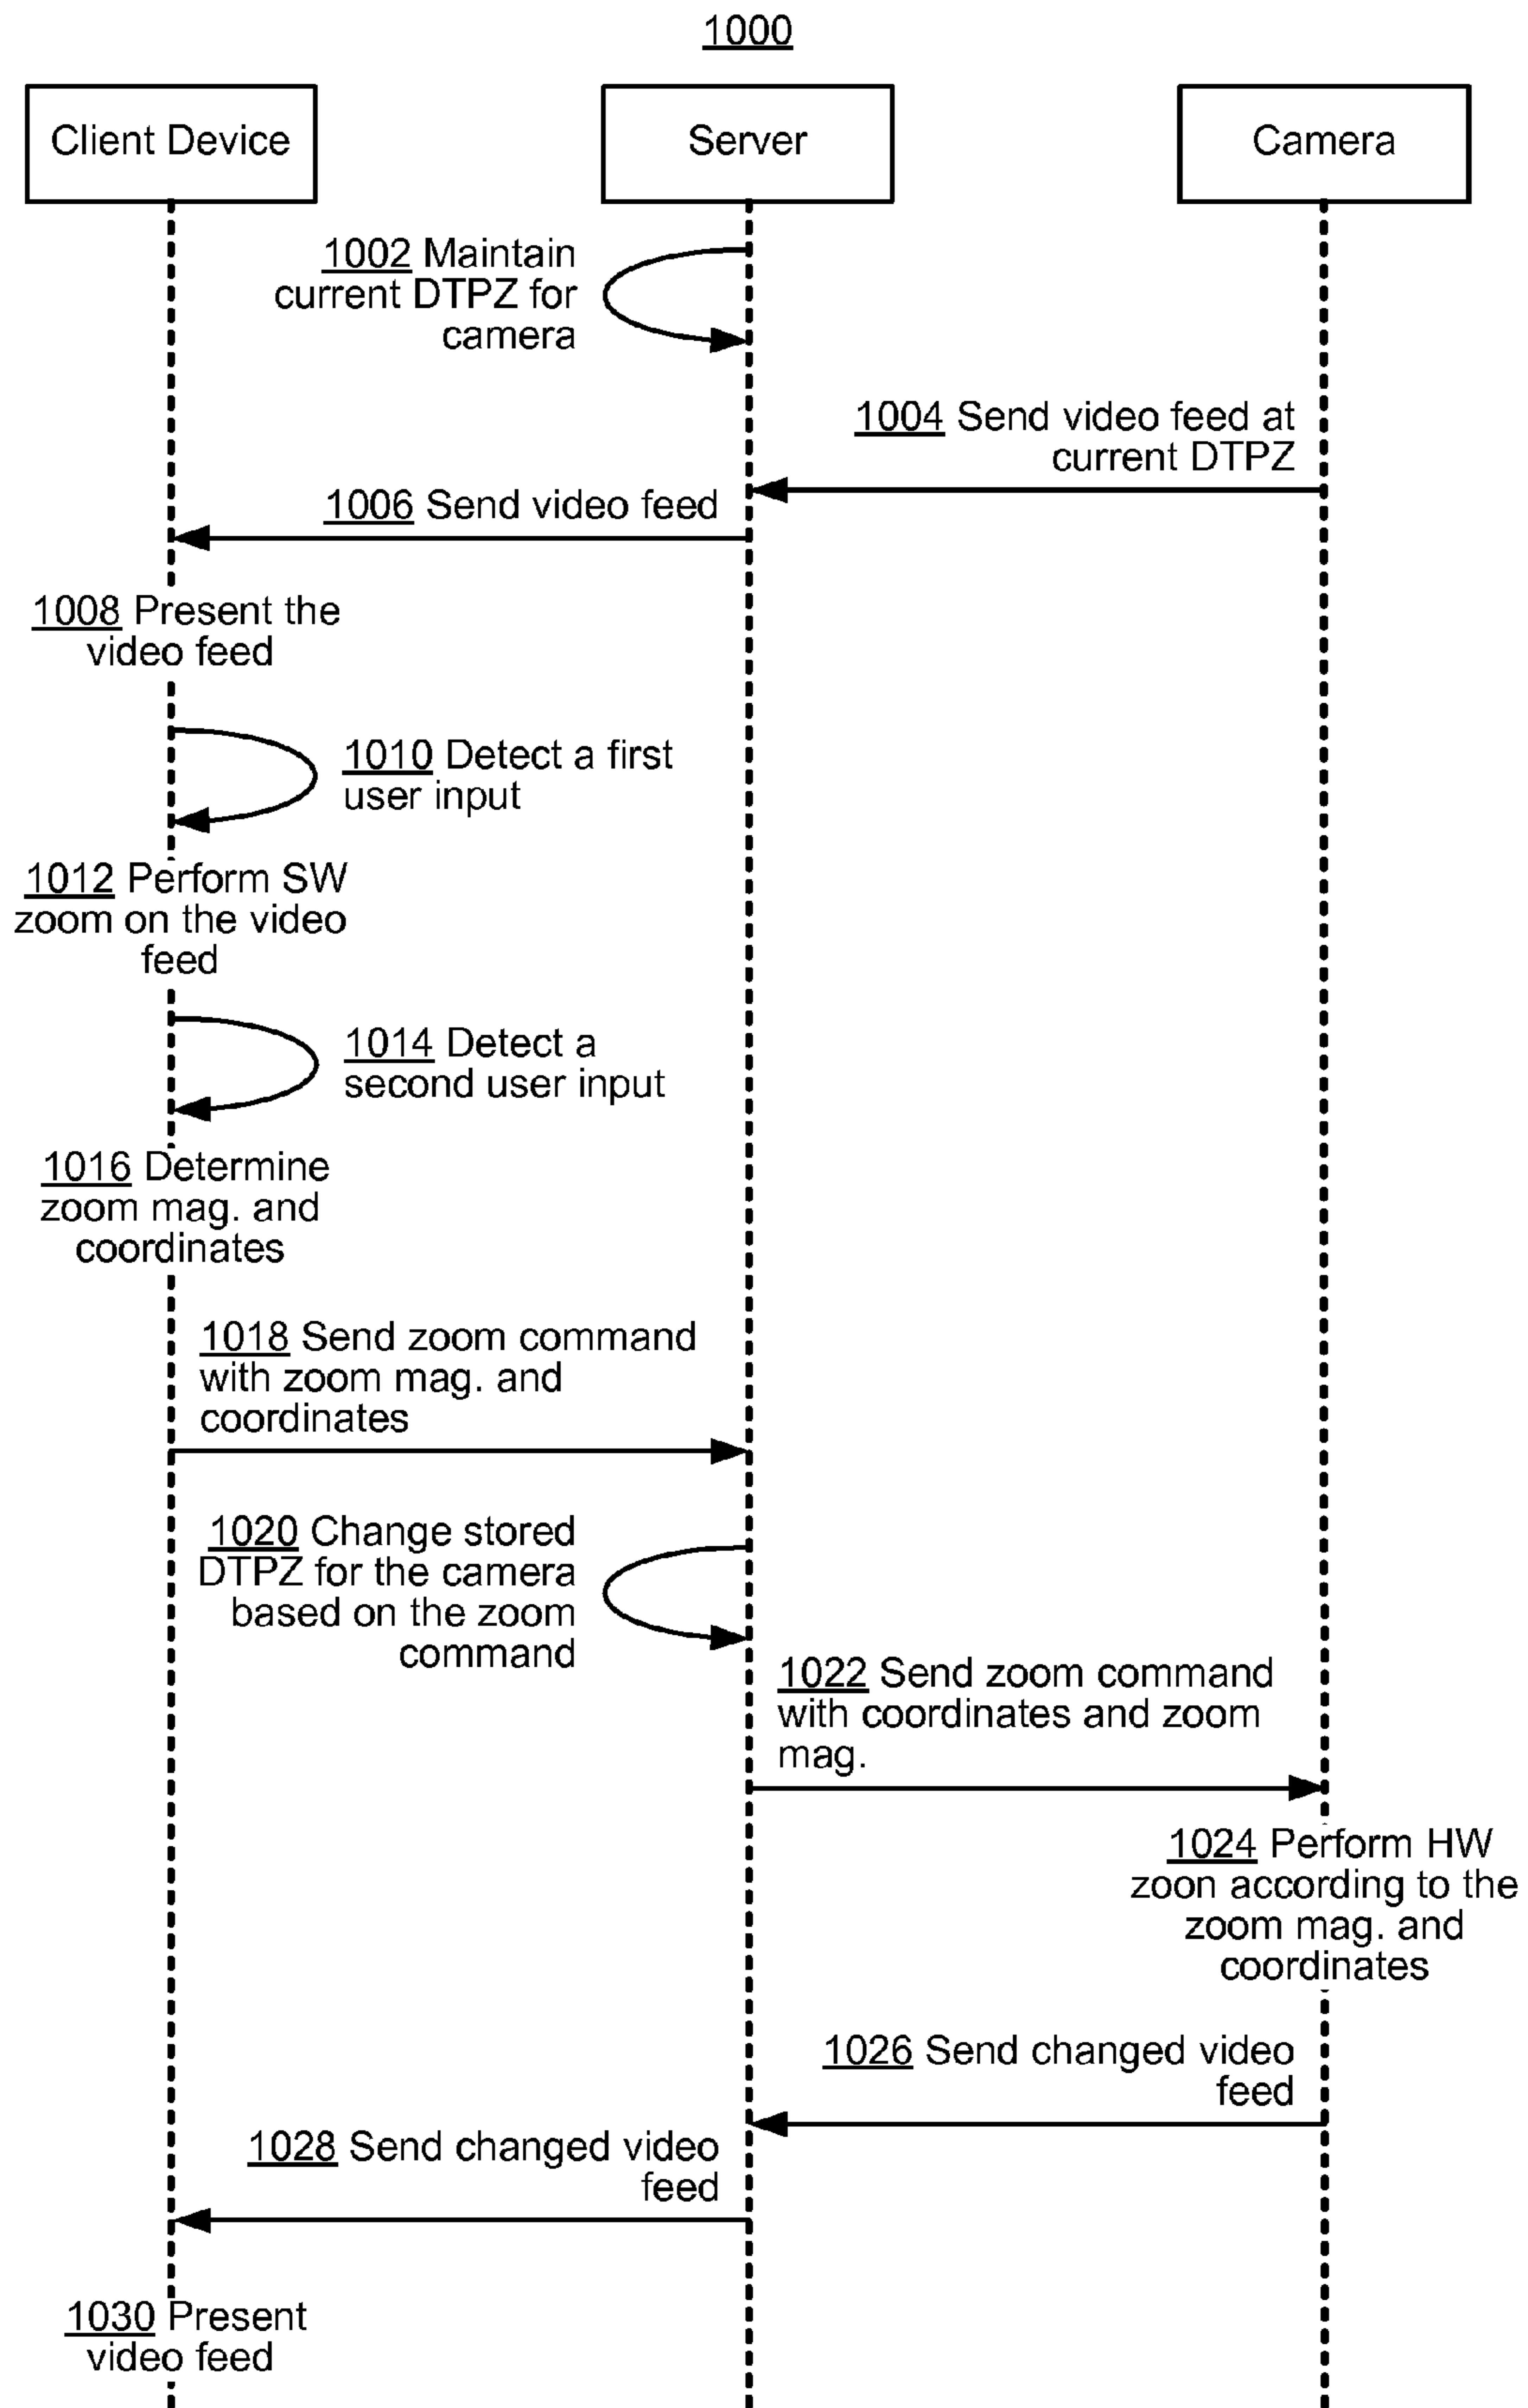 1000
Client Device
Server
Camera
1002 Maintain
current DTPZ for
camera
1004 Send video feed at
current DTPZ
1006 Send video feed
1008 Present the
video feed
1010 Detect a first
user input
1012 Perform SW
zoom on the video
feed
1014 Detect a
second user input
1016 Determine
zoom mag. and
coordinates
1018 Send zoom command
with zoom mag. and
coordinates
1020 Change stored
DTPZ for the camera
based on the zoom
command
1022 Send zoom command
with coordinates and zoom
mag.
1024 Perform HW
zoon according to the
zoom mag. and
coordinates
1026 Send changed video
feed
1028 Send changed video
feed
1030 Present
video feed